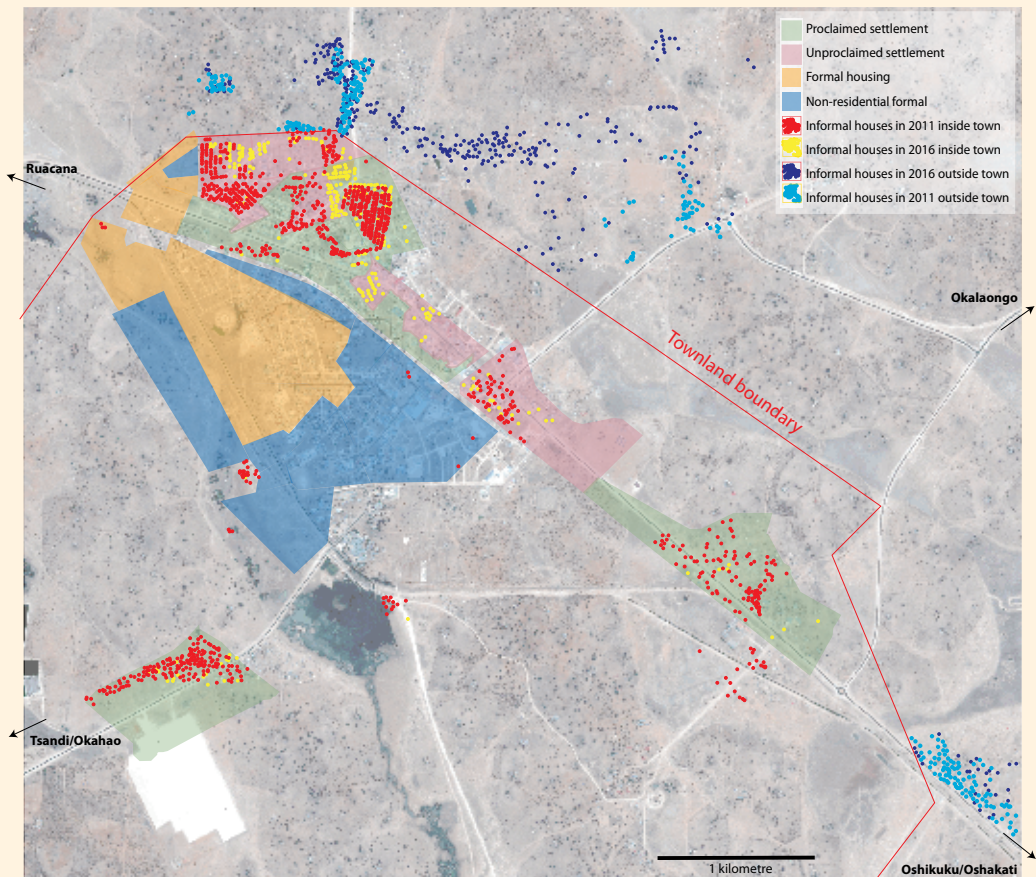 Proclaimed settlement
Unproclaimed settlement
Formal housing
Non-residential formal
Informal houses in 2011 inside town
Informal houses in 2016 inside town
Informal houses in 2016 outside town
Informal houses in 2011 outside town
Ruacana
Okalaongo
Townland boundary
Tsandi/Okahao
1 kilometre
Oshikuku/Oshakati